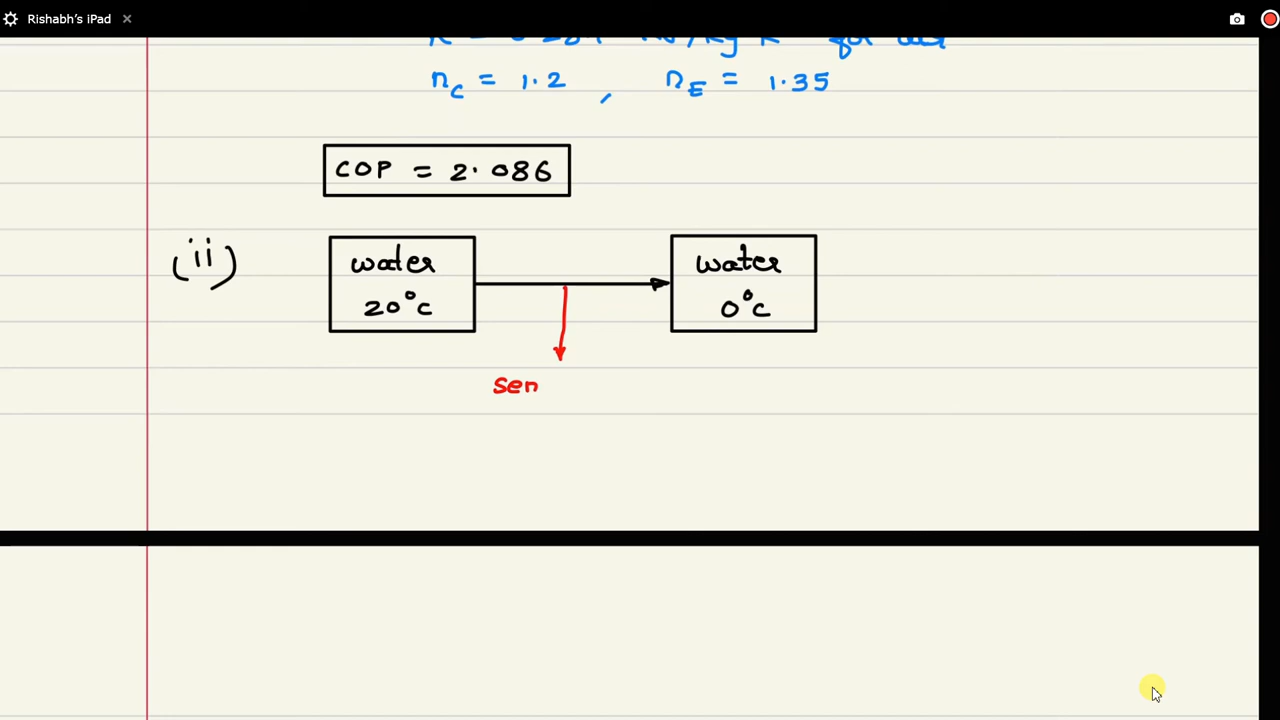 Rishabh's iPad
n_C = 1.2 , n_E = 1.35
COP = 2.086
(ii)
water
20°C
water
0°C
sen